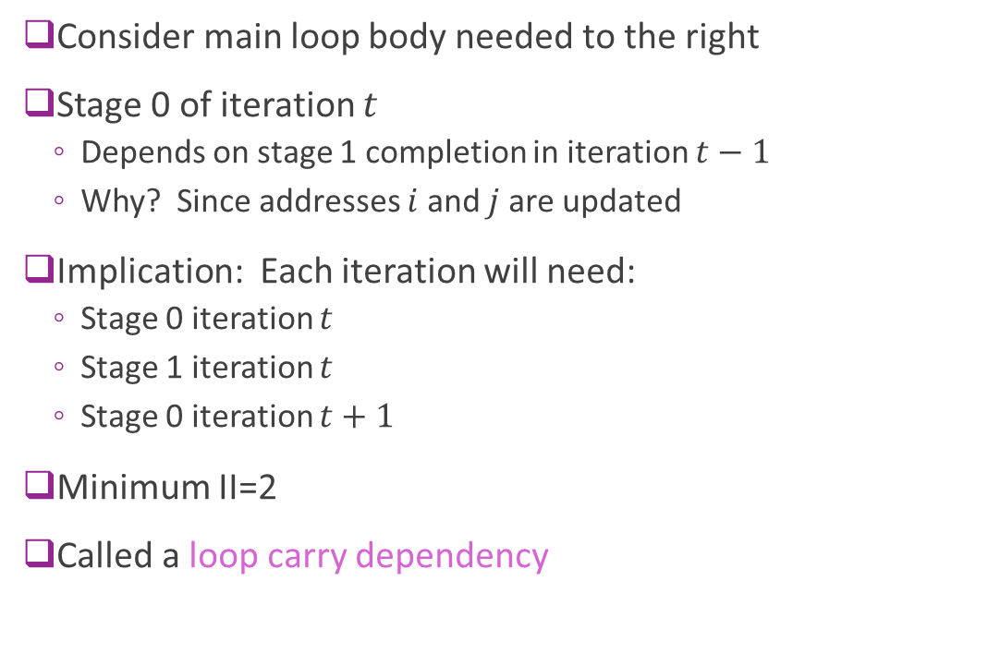 ❑Consider main loop body needed to the right
❑Stage 0 of iteration t
◦ Depends on stage 1 completion in iteration t − 1
◦ Why?  Since addresses i and j are updated
❑Implication:  Each iteration will need:
◦ Stage 0 iteration t
◦ Stage 1 iteration t
◦ Stage 0 iteration t + 1
❑Minimum II=2
❑Called a loop carry dependency